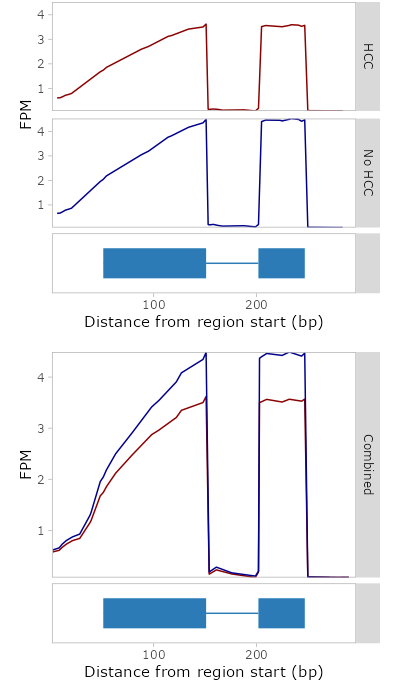 HCC
4
3
2
1
FPM
No HCC
4
3
2
1
100 200
Distance from region start (bp)
Combined
4
3
2
1
FPM
100 200
Distance from region start (bp)